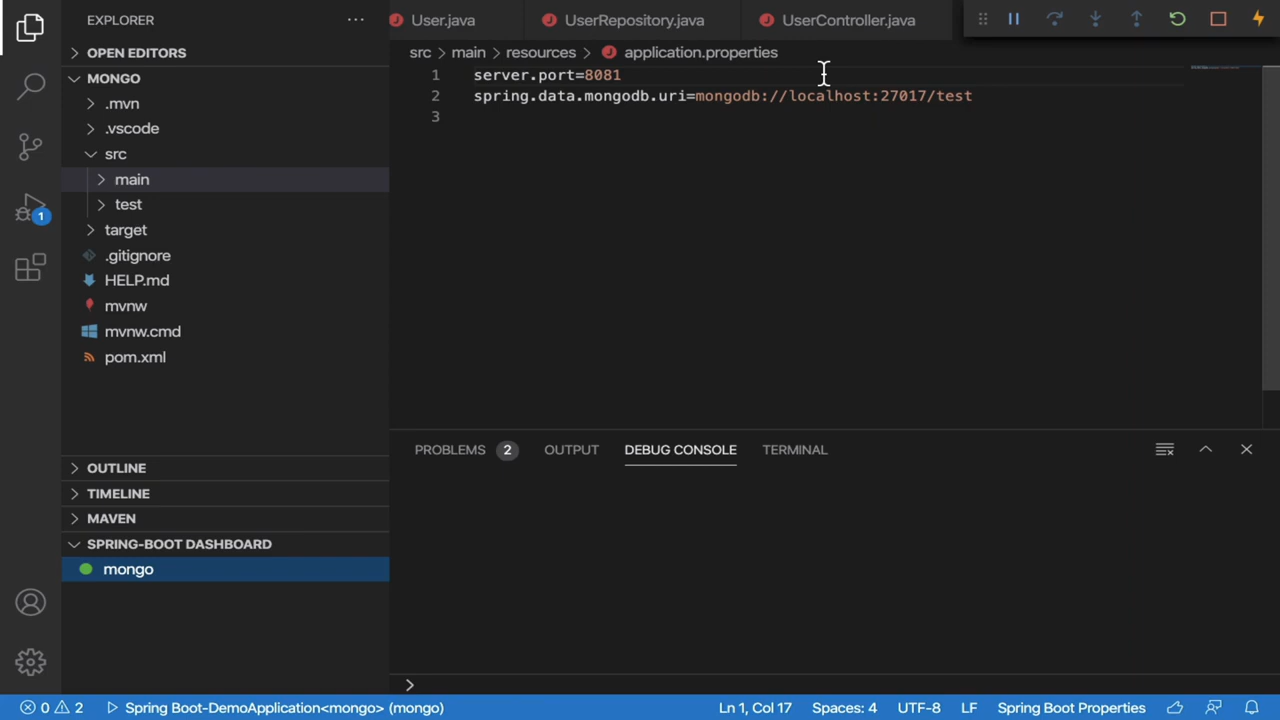 EXPLORER
OPEN EDITORS
MONGO
.mvn
.vscode
src
main
test
target
.gitignore
HELP.md
mvnw
mvnw.cmd
pom.xml
OUTLINE
TIMELINE
MAVEN
SPRING-BOOT DASHBOARD
mongo
1
User.java UserRepository.java UserController.java
src > main > resources > application.properties
1 server.port=8081
2 spring.data.mongodb.uri=mongodb://localhost:27017/test
3
PROBLEMS 2 OUTPUT DEBUG CONSOLE TERMINAL
>
0 2 Spring Boot-DemoApplication<mongo> (mongo) Ln 1, Col 17 Spaces: 4 UTF-8 LF Spring Boot Properties